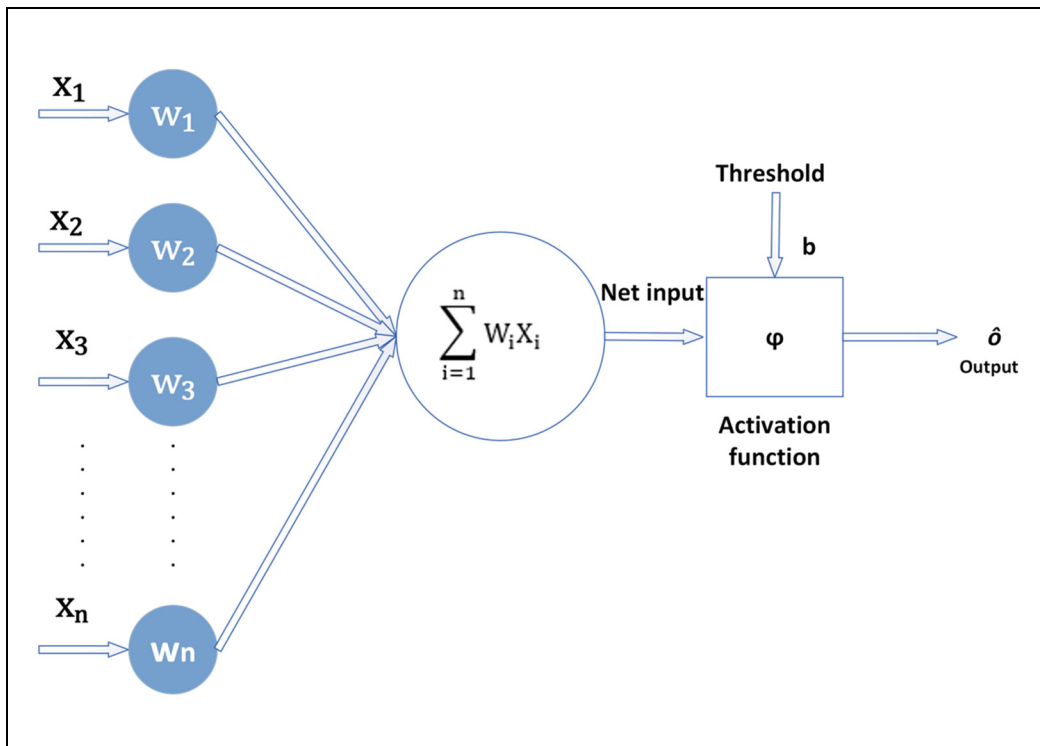 X₁
W₁
X₂
W₂
X₃
W₃
Xₙ
Wn
n
∑ WᵢXᵢ
i=1
Net input
Threshold
b
φ
Activation
function
ô
Output